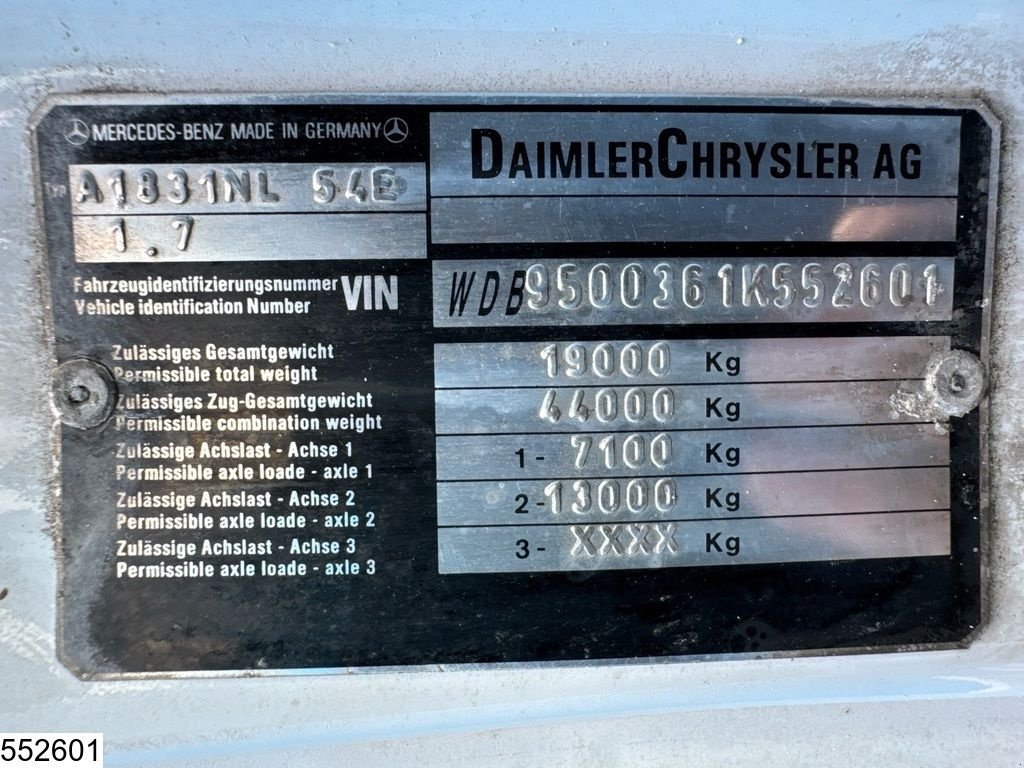 MERCEDES-BENZ MADE IN GERMANY
DAIMLERCHRYSLER AG
A1831NL 54E
1.7
Fahrzeugidentifizierungsnummer
Vehicle identification Number
VIN
WDB9500361K552601
Zulässiges Gesamtgewicht
Permissible total weight
19000 Kg
Zulässiges Zug-Gesamtgewicht
Permissible combination weight
44000 Kg
Zulässige Achslast - Achse 1
Permissible axle loade - axle 1
1- 7100 Kg
Zulässige Achslast - Achse 2
Permissible axle loade - axle 2
2- 13000 Kg
Zulässige Achslast - Achse 3
Permissible axle loade - axle 3
3- XXXX Kg
552601